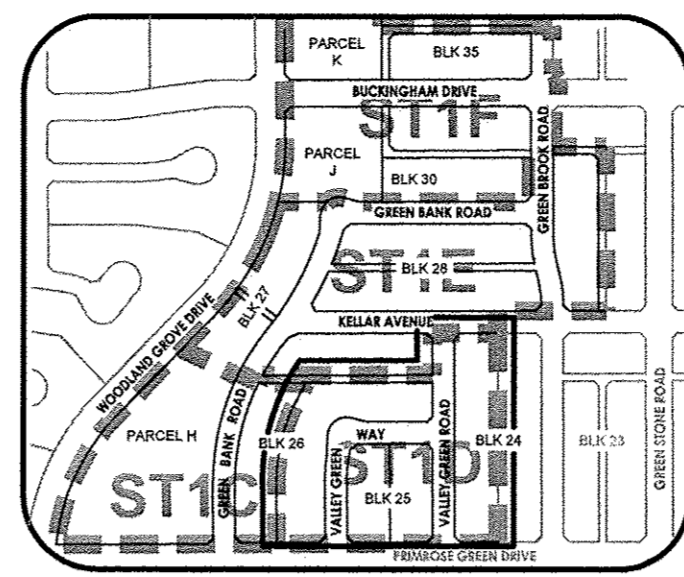 PARCEL
K
BLK 35
BUCKINGHAM DRIVE
ST1F
PARCEL
J
BLK 30
GREEN BROOK ROAD
GREEN BANK ROAD
ST1E
BLK 28
BLK 27
KELLAR AVENUE
WOODLAND GROVE DRIVE
PARCEL H
GREEN BANK ROAD
BLK 26
WAY
VALLEY GREEN
VALLEY GREEN ROAD
BLK 24
BLK 23
GREEN STONE ROAD
ST1C
ST1D
BLK 25
PRIMROSE GREEN DRIVE